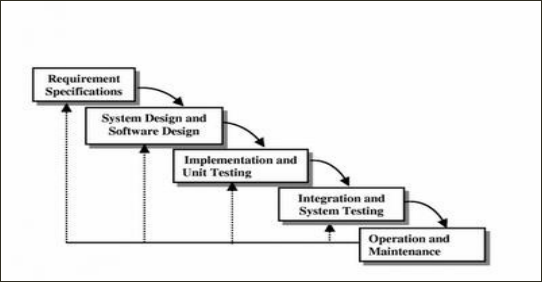 Requirement
Specifications
System Design and
Software Design
Implementation and
Unit Testing
Integration and
System Testing
Operation and
Maintenance